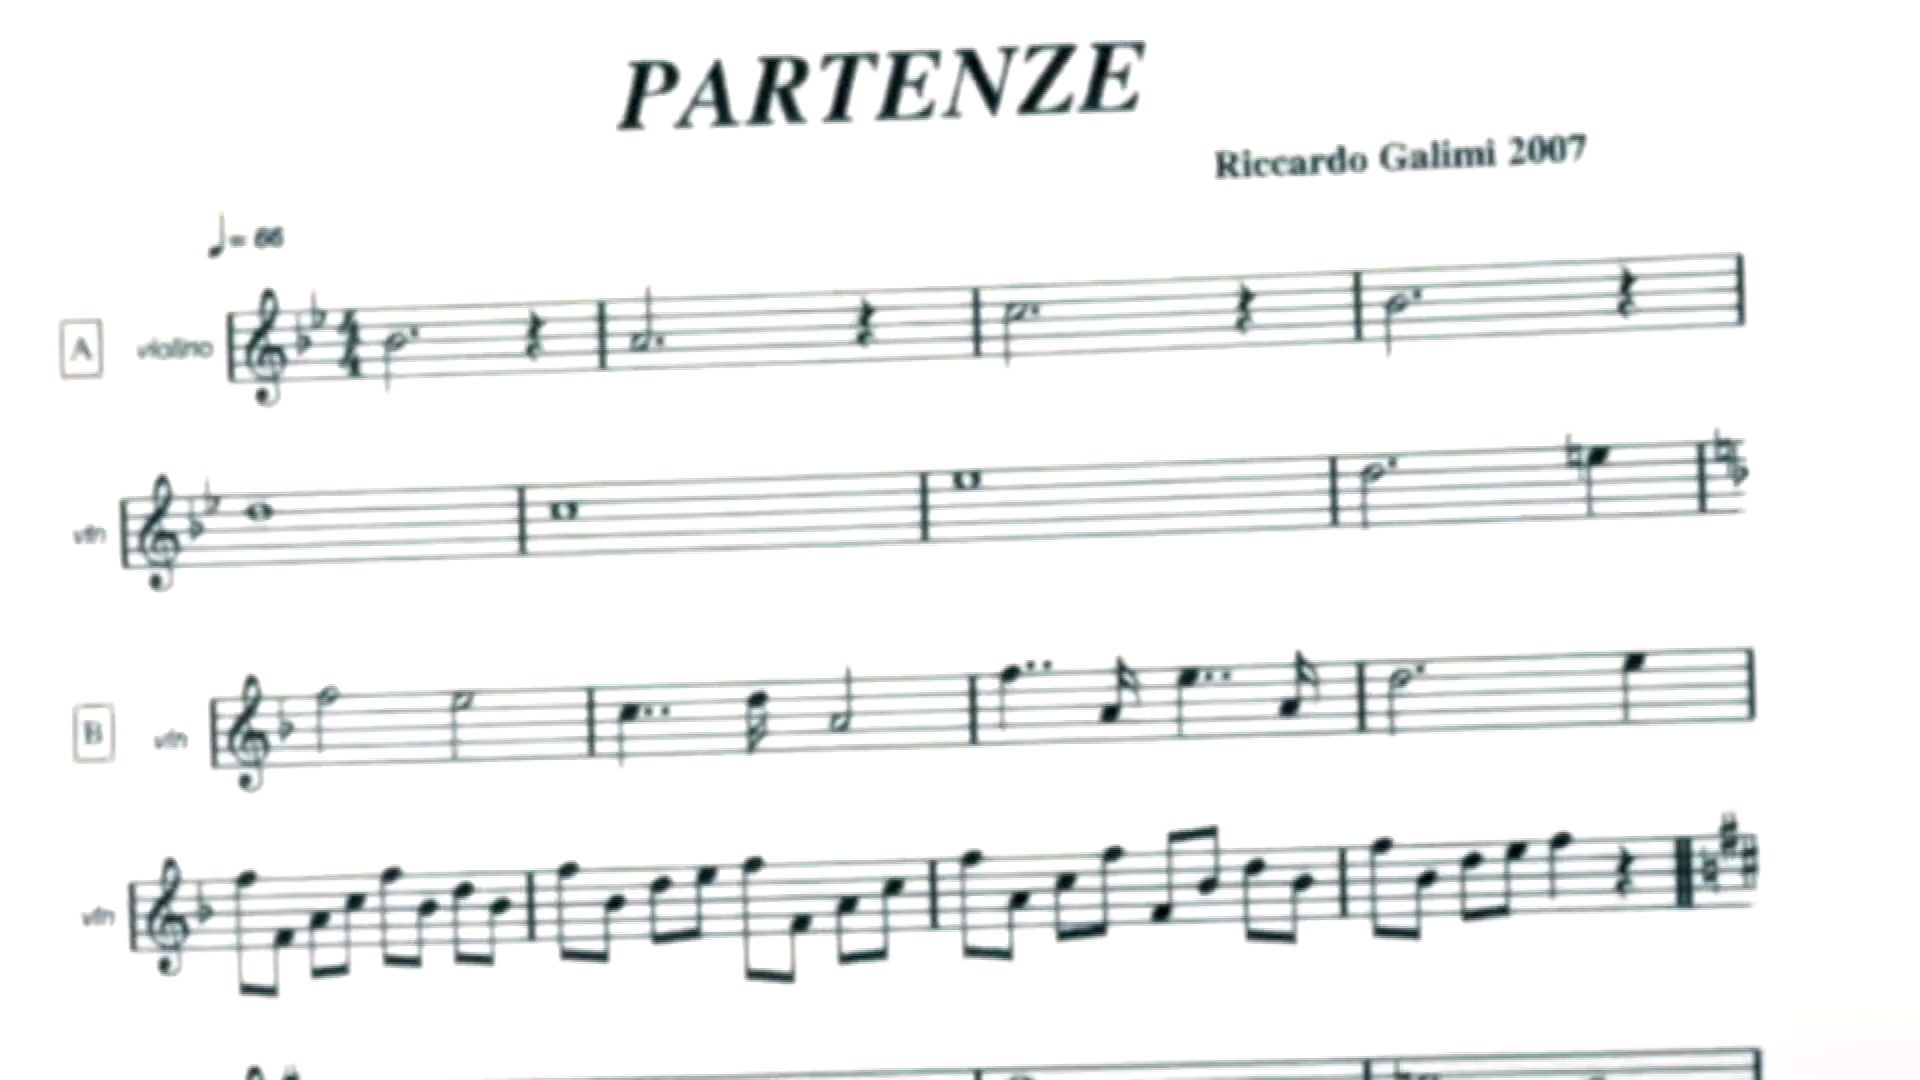 PARTENZE
Riccardo Galimi 2007
♩= 66
A violino
vln
B vln
vln